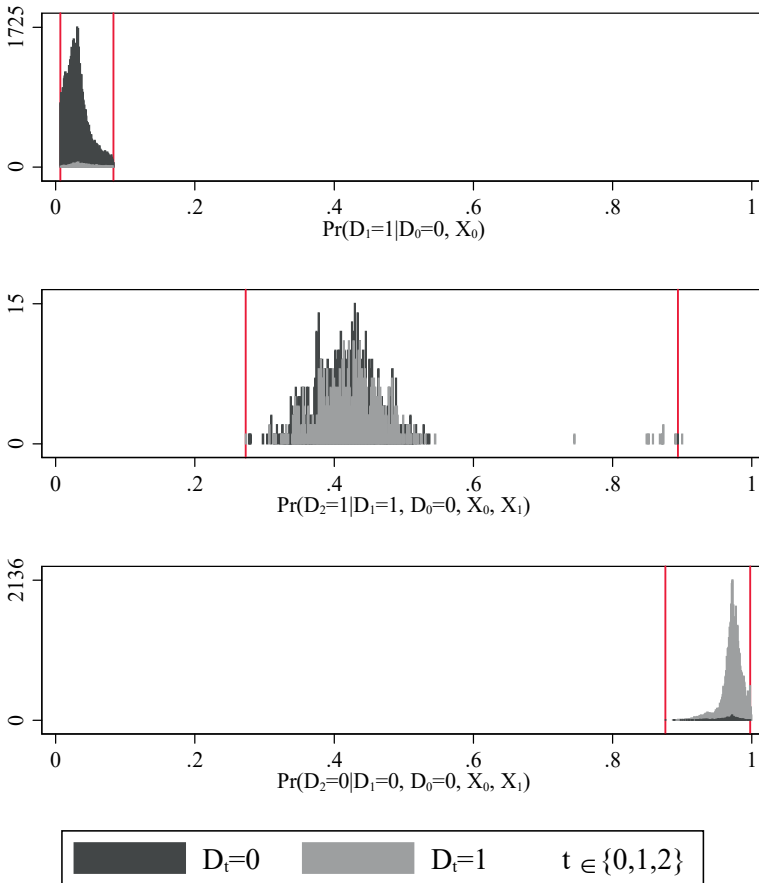 1725
0
0 .2 .4 .6 .8 1
Pr(D₁=1|D₀=0, X₀)
15
0
0 .2 .4 .6 .8 1
Pr(D₂=1|D₁=1, D₀=0, X₀, X₁)
2136
0
0 .2 .4 .6 .8 1
Pr(D₂=0|D₁=0, D₀=0, X₀, X₁)
Dₜ=0 Dₜ=1 t ∈{0,1,2}